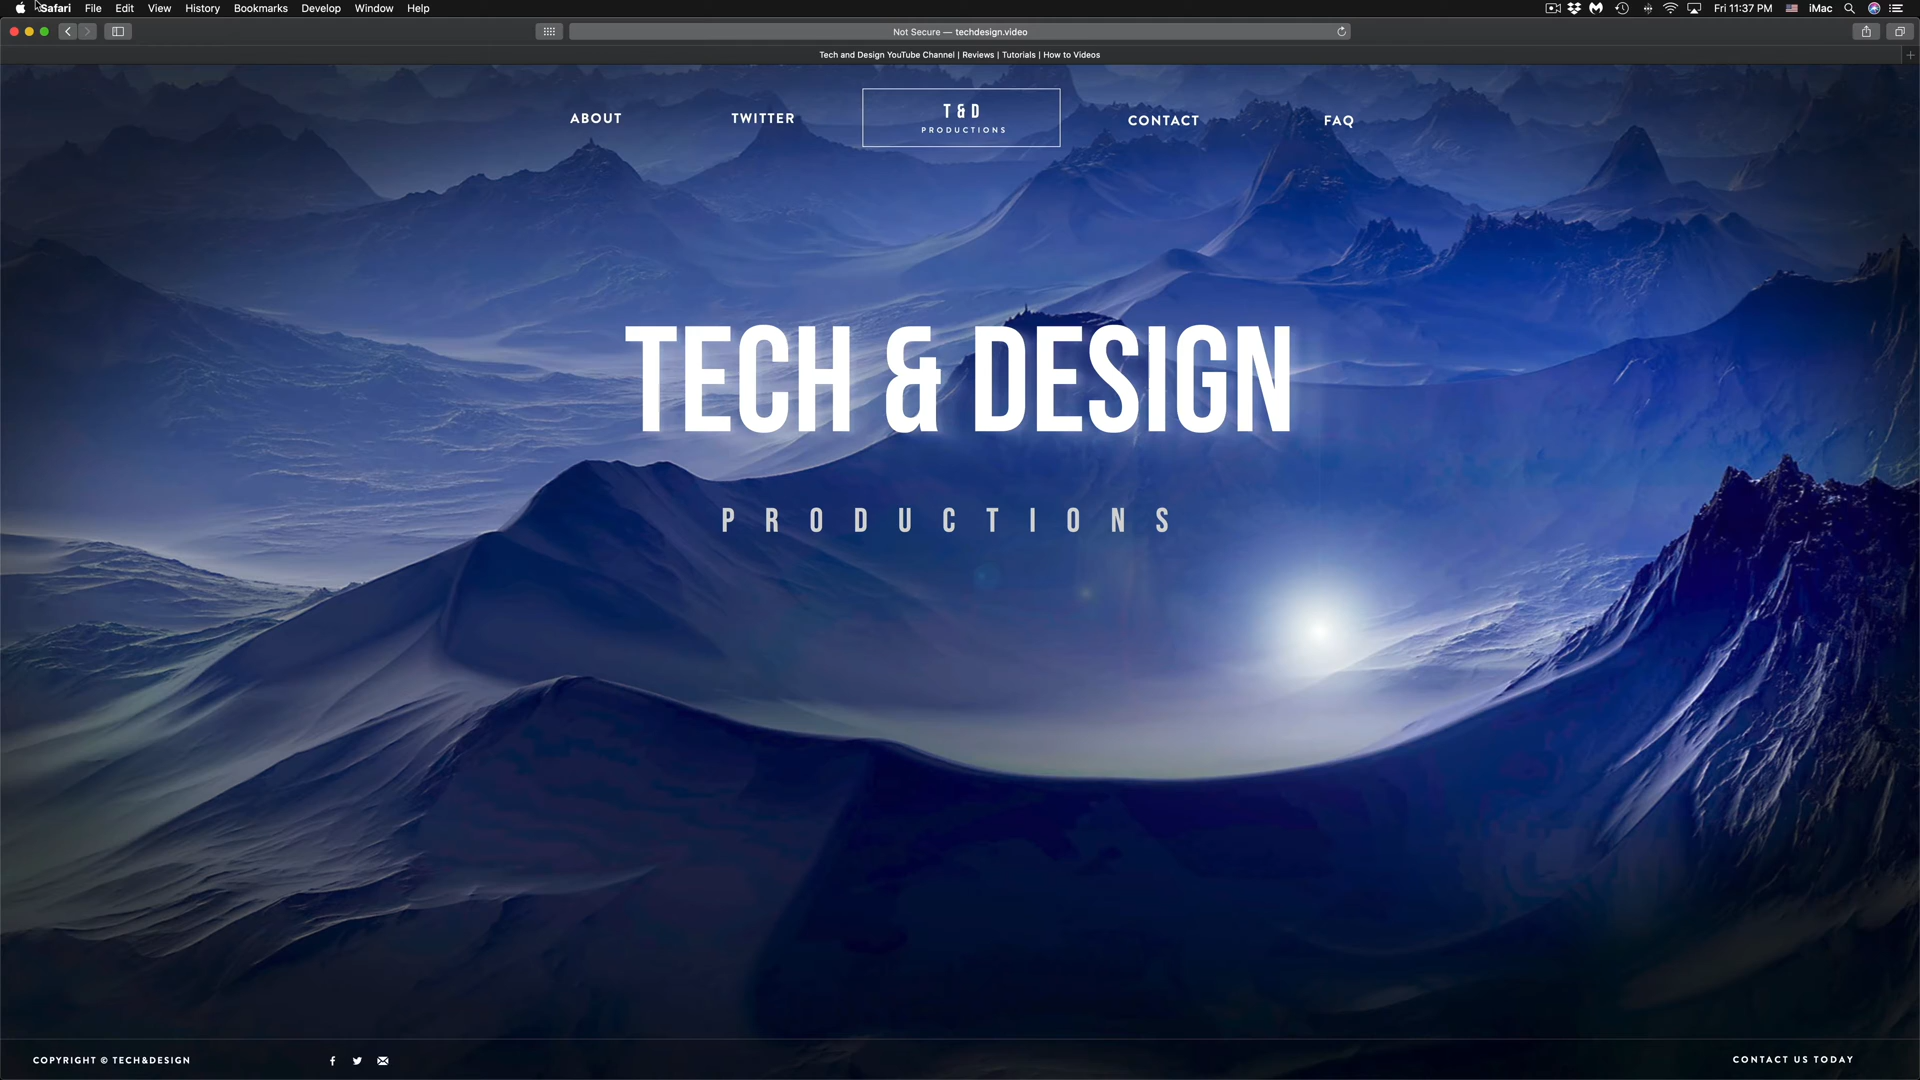 Safari File Edit View History Bookmarks Develop Window Help Fri 11:37 PM iMac
Not Secure — techdesign.video
Tech and Design YouTube Channel | Reviews | Tutorials | How to Videos
ABOUT TWITTER T&D CONTACT FAQ
PRODUCTIONS
TECH & DESIGN
PRODUCTIONS
COPYRIGHT © TECH&DESIGN CONTACT US TODAY